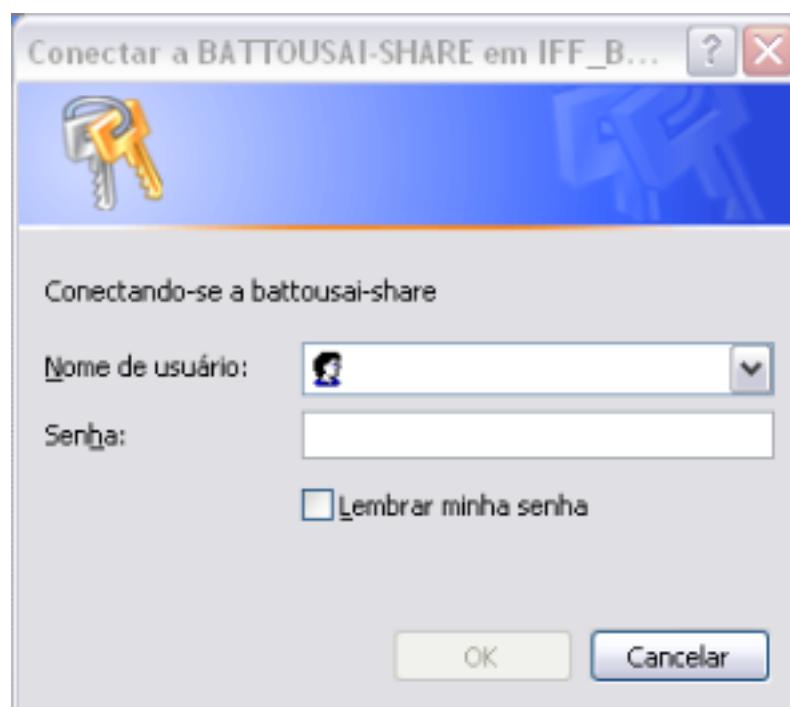 Conectar a BATTOUSAI-SHARE em IFF_B...
Conectando-se a battousai-share
Nome de usuário:
Senha:
Lembrar minha senha
OK
Cancelar